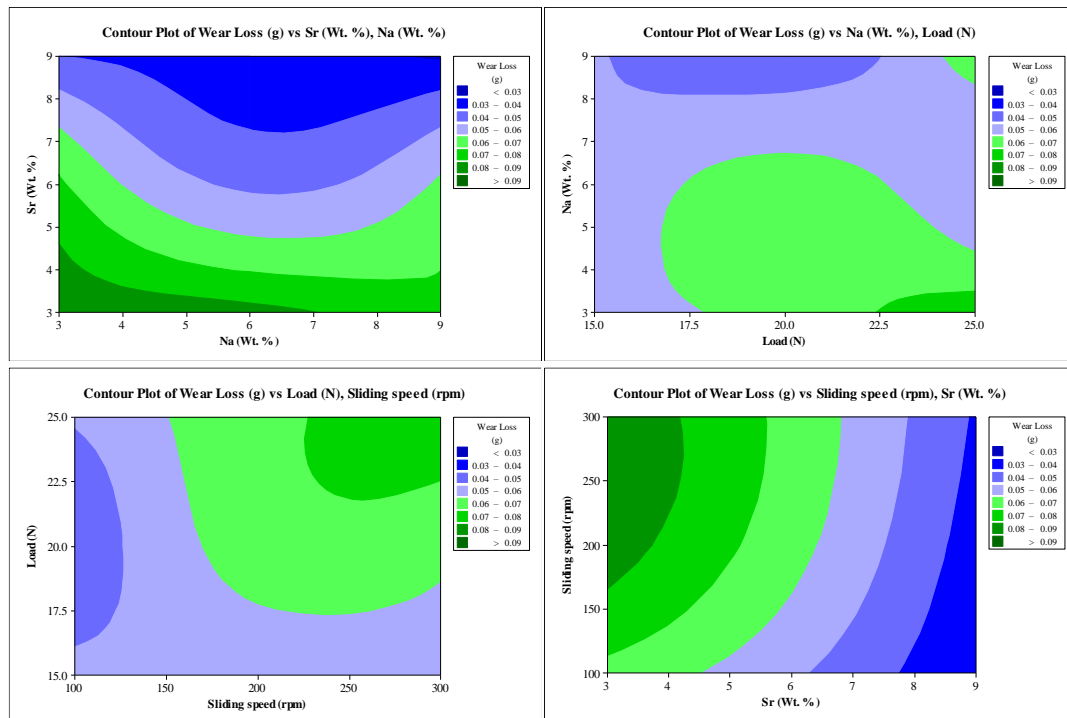 Contour Plot of Wear Loss (g) vs Sr (Wt. %), Na (Wt. %)
Sr (Wt. %)
9
8
7
6
5
4
3
3 4 5 6 7 8 9
Na (Wt. %)
Wear Loss
(g)
< 0.03
0.03 – 0.04
0.04 – 0.05
0.05 – 0.06
0.06 – 0.07
0.07 – 0.08
0.08 – 0.09
> 0.09
Contour Plot of Wear Loss (g) vs Na (Wt. %), Load (N)
Na (Wt. %)
9
8
7
6
5
4
3
15.0 17.5 20.0 22.5 25.0
Load (N)
Wear Loss
(g)
< 0.03
0.03 – 0.04
0.04 – 0.05
0.05 – 0.06
0.06 – 0.07
0.07 – 0.08
0.08 – 0.09
> 0.09
Contour Plot of Wear Loss (g) vs Load (N), Sliding speed (rpm)
Load (N)
25.0
22.5
20.0
17.5
15.0
100 150 200 250 300
Sliding speed (rpm)
Wear Loss
(g)
< 0.03
0.03 – 0.04
0.04 – 0.05
0.05 – 0.06
0.06 – 0.07
0.07 – 0.08
0.08 – 0.09
> 0.09
Contour Plot of Wear Loss (g) vs Sliding speed (rpm), Sr (Wt. %)
Sliding speed (rpm)
300
250
200
150
100
3 4 5 6 7 8 9
Sr (Wt. %)
Wear Loss
(g)
< 0.03
0.03 – 0.04
0.04 – 0.05
0.05 – 0.06
0.06 – 0.07
0.07 – 0.08
0.08 – 0.09
> 0.09